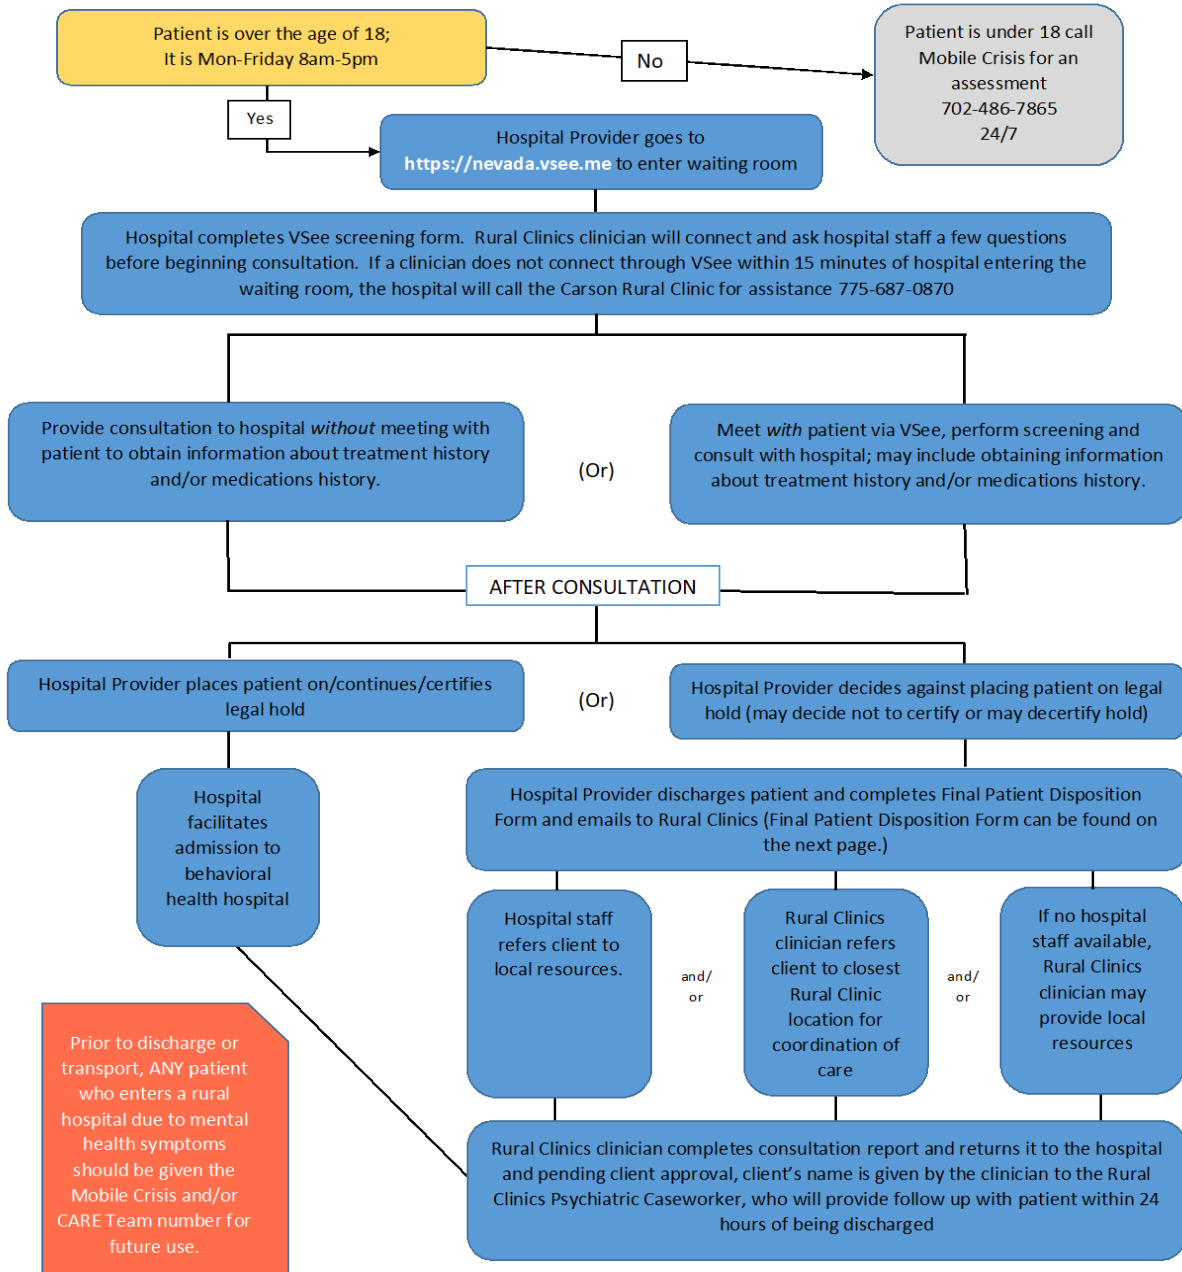 Patient is over the age of 18;
It is Mon-Friday 8am-5pm
No
Patient is under 18 call
Mobile Crisis for an
assessment
702-486-7865
24/7
Yes
Hospital Provider goes to
https://nevada.vsee.me to enter waiting room
Hospital completes VSee screening form.  Rural Clinics clinician will connect and ask hospital staff a few questions
before beginning consultation.  If a clinician does not connect through VSee within 15 minutes of hospital entering the
waiting room, the hospital will call the Carson Rural Clinic for assistance 775-687-0870
Provide consultation to hospital without meeting with
patient to obtain information about treatment history
and/or medications history.
(Or)
Meet with patient via VSee, perform screening and
consult with hospital; may include obtaining information
about treatment history and/or medications history.
AFTER CONSULTATION
Hospital Provider places patient on/continues/certifies
legal hold
(Or)
Hospital Provider decides against placing patient on legal
hold (may decide not to certify or may decertify hold)
Hospital
facilitates
admission to
behavioral
health hospital
Hospital Provider discharges patient and completes Final Patient Disposition
Form and emails to Rural Clinics (Final Patient Disposition Form can be found on
the next page.)
Hospital staff
refers client to
local resources.
and/
or
Rural Clinics
clinician refers
client to closest
Rural Clinic
location for
coordination of
care
and/
or
If no hospital
staff available,
Rural Clinics
clinician may
provide local
resources
Prior to discharge or
transport, ANY patient
who enters a rural
hospital due to mental
health symptoms
should be given the
Mobile Crisis and/or
CARE Team number for
future use.
Rural Clinics clinician completes consultation report and returns it to the hospital
and pending client approval, client’s name is given by the clinician to the Rural
Clinics Psychiatric Caseworker, who will provide follow up with patient within 24
hours of being discharged